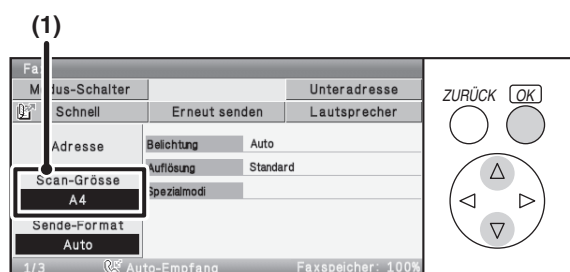 (1)
Fa
Modus-Schalter Unteradresse
Schnell Erneut senden Lautsprecher
Adresse Belichtung Auto
Auflösung Standard
Scan-Grösse Spezialmodi
A4
Sende-Format
Auto
1/3 Auto-Empfang Faxspeicher: 100%
ZURÜCK OK